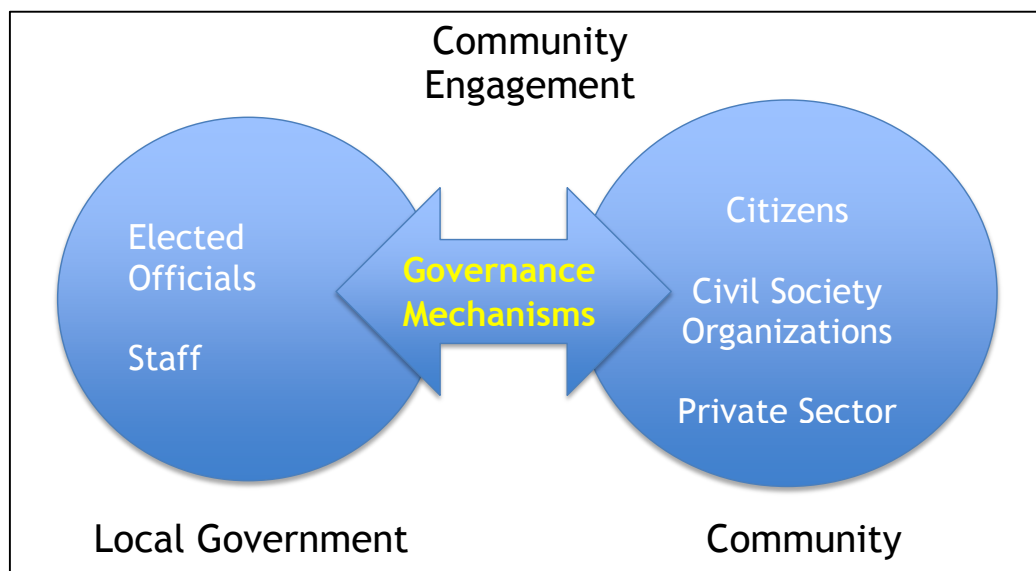 Community
Engagement
Elected
Officials
Staff
Governance
Mechanisms
Citizens
Civil Society
Organizations
Private Sector
Local Government
Community